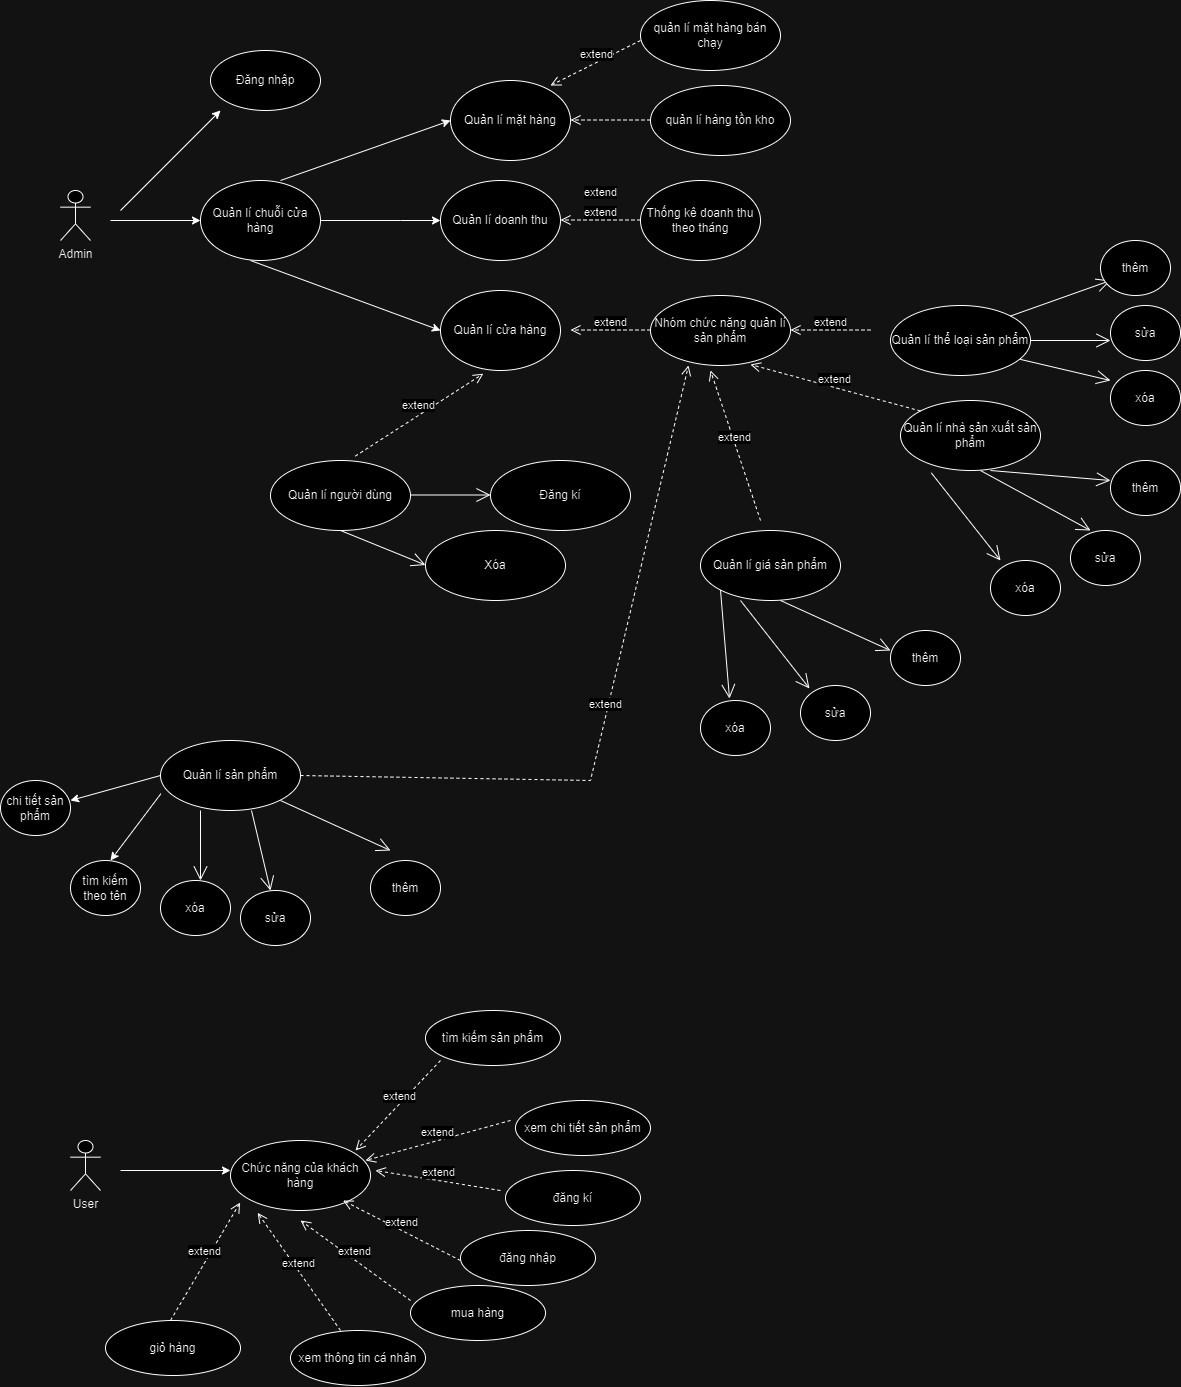 quản lí mặt hàng bán
chạy
extend
Đăng nhập
Quản lí mặt hàng
quản lí hàng tồn kho
extend
Quản lí chuỗi cửa
hàng
Quản lí doanh thu
extend
Thống kê doanh thu
theo tháng
Admin
thêm
Quản lí cửa hàng
extend
Nhóm chức năng quản lí
sản phẩm
extend
Quản lí thể loại sản phẩm
sửa
extend
xóa
extend
Quản lí nhà sản xuất sản
phẩm
extend
thêm
Quản lí người dùng
Đăng kí
sửa
Xóa
Quản lí giá sản phẩm
xóa
thêm
extend
sửa
xóa
Quản lí sản phẩm
chi tiết sản
phẩm
tìm kiếm
theo tên
xóa
sửa
thêm
tìm kiếm sản phẩm
extend
xem chi tiết sản phẩm
extend
Chức năng của khách
hàng
extend
đăng kí
User
extend
đăng nhập
extend
extend
extend
mua hàng
giỏ hàng
xem thông tin cá nhân